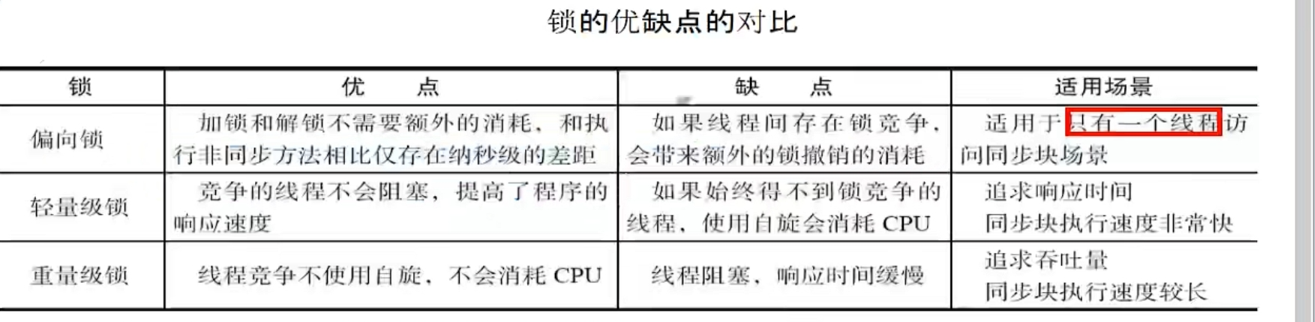 锁的优缺点的对比
锁 优 点 缺 点 适用场景
偏向锁
加锁和解锁不需要额外的消耗，和执
行非同步方法相比仅存在纳秒级的差距
如果线程间存在锁竞争，
会带来额外的锁撤销的消耗
适用于只有一个线程访
问同步块场景
轻量级锁
竞争的线程不会阻塞，提高了程序的
响应速度
如果始终得不到锁竞争的
线程，使用自旋会消耗 CPU
追求响应时间
同步块执行速度非常快
重量级锁
线程竞争不使用自旋，不会消耗 CPU
线程阻塞，响应时间缓慢
追求吞吐量
同步块执行速度较长